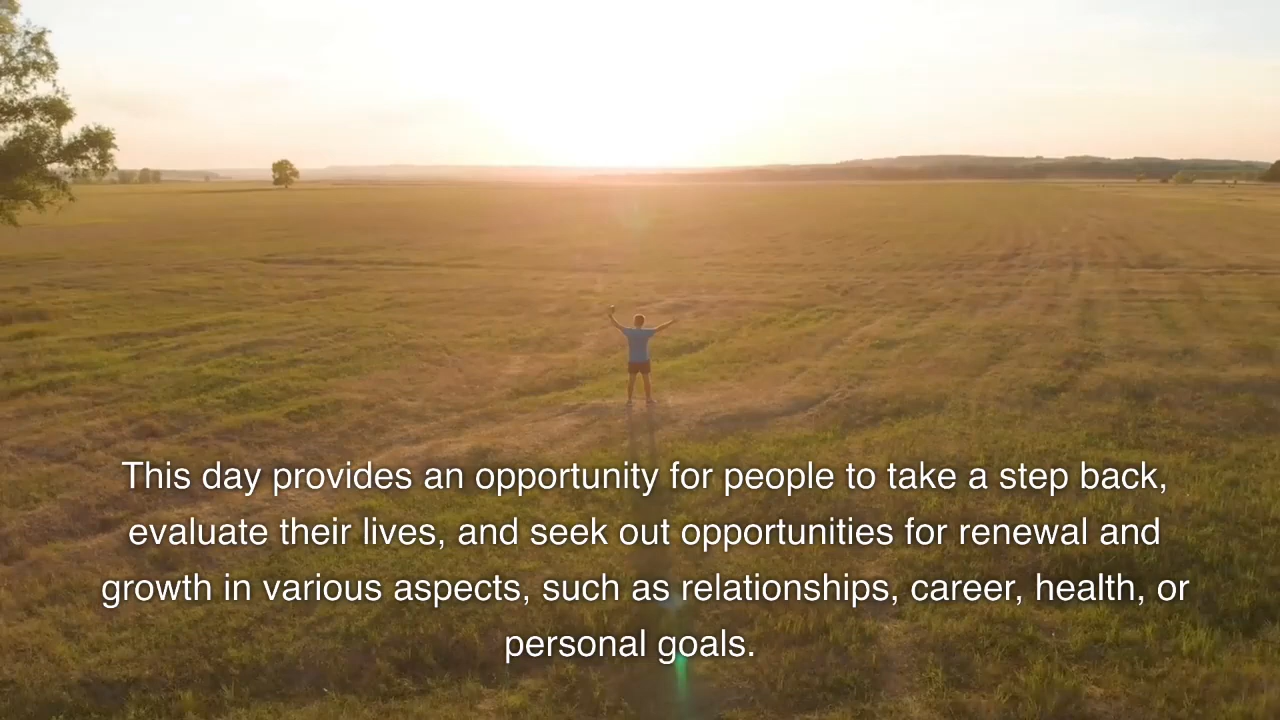 This day provides an opportunity for people to take a step back,
evaluate their lives, and seek out opportunities for renewal and
growth in various aspects, such as relationships, career, health, or
personal goals.